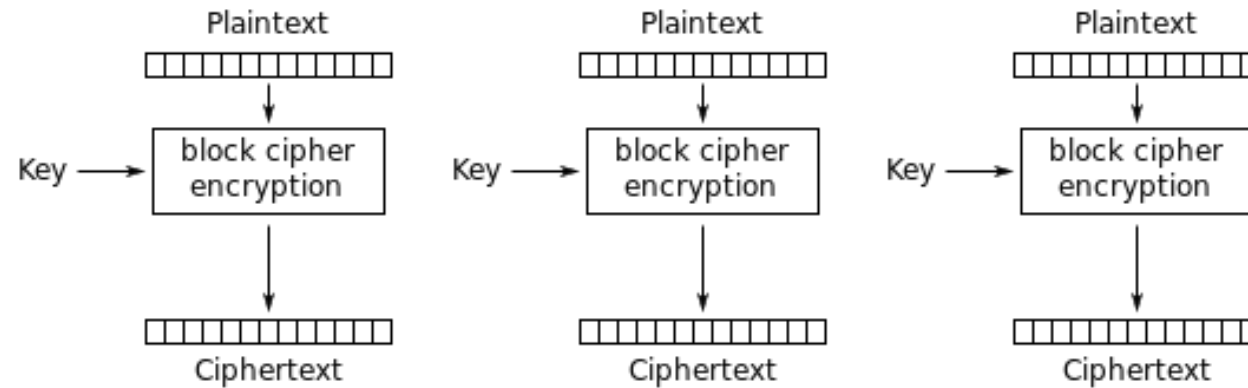 Plaintext
Plaintext
Plaintext
Key
block cipher
encryption
Key
block cipher
encryption
Key
block cipher
encryption
Ciphertext
Ciphertext
Ciphertext